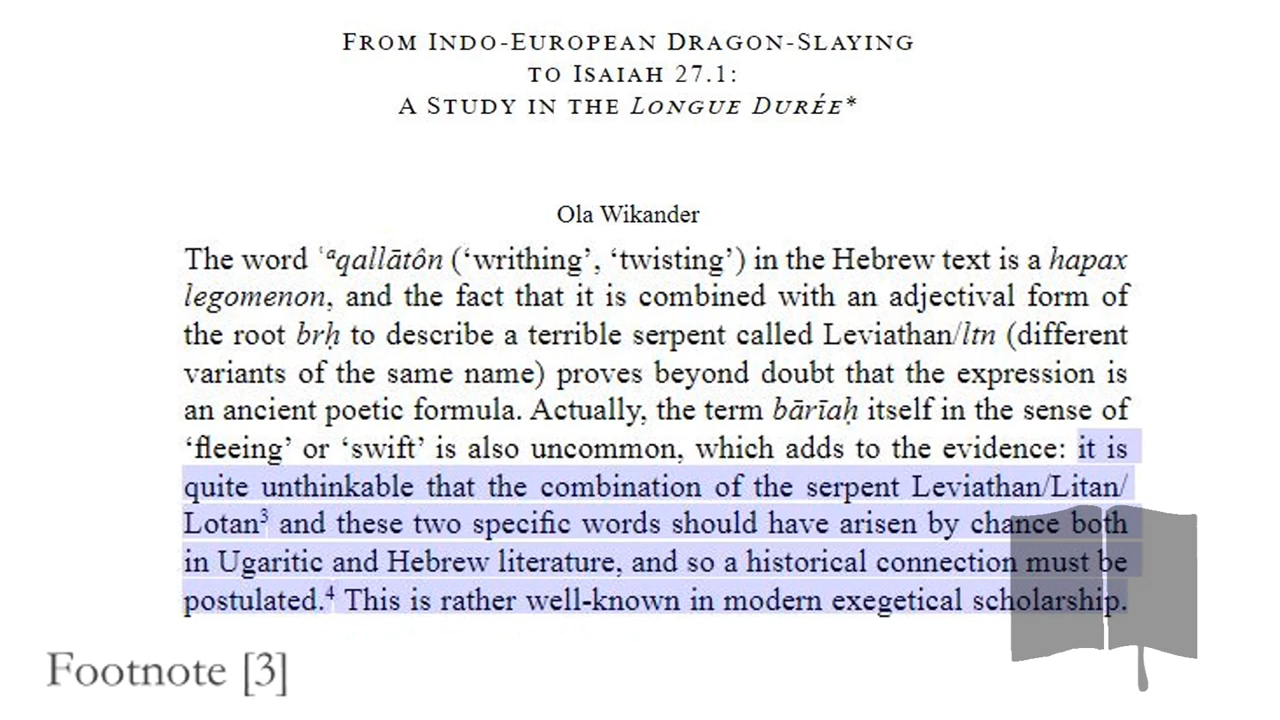 FROM INDO-EUROPEAN DRAGON-SLAYING
TO ISAIAH 27.1:
A STUDY IN THE LONGUE DURÉE*
Ola Wikander
The word ʿᵃqallātôn (‘writhing’, ‘twisting’) in the Hebrew text is a hapax
legomenon, and the fact that it is combined with an adjectival form of
the root brḥ to describe a terrible serpent called Leviathan/ltn (different
variants of the same name) proves beyond doubt that the expression is
an ancient poetic formula. Actually, the term bārīaḥ itself in the sense of
‘fleeing’ or ‘swift’ is also uncommon, which adds to the evidence: it is
quite unthinkable that the combination of the serpent Leviathan/Litan/
Lotan³ and these two specific words should have arisen by chance both
in Ugaritic and Hebrew literature, and so a historical connection must be
postulated.⁴ This is rather well-known in modern exegetical scholarship.
Footnote [3]